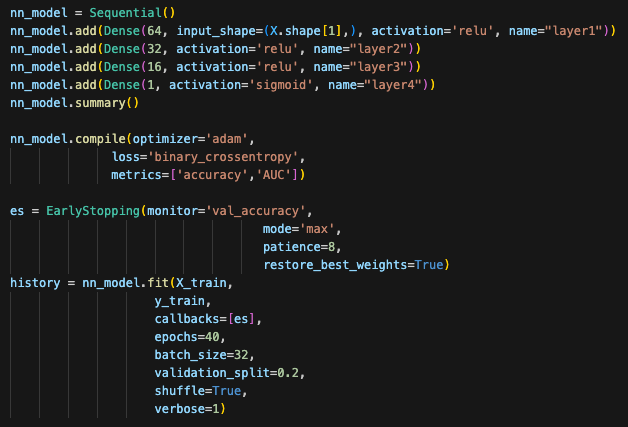 nn_model = Sequential()
nn_model.add(Dense(64, input_shape=(X.shape[1],), activation='relu', name="layer1"))
nn_model.add(Dense(32, activation='relu', name="layer2"))
nn_model.add(Dense(16, activation='relu', name="layer3"))
nn_model.add(Dense(1, activation='sigmoid', name="layer4"))
nn_model.summary()

nn_model.compile(optimizer='adam',
              loss='binary_crossentropy',
              metrics=['accuracy','AUC'])

es = EarlyStopping(monitor='val_accuracy',
                                   mode='max',
                                   patience=8,
                                   restore_best_weights=True)
history = nn_model.fit(X_train,
                    y_train,
                    callbacks=[es],
                    epochs=40,
                    batch_size=32,
                    validation_split=0.2,
                    shuffle=True,
                    verbose=1)